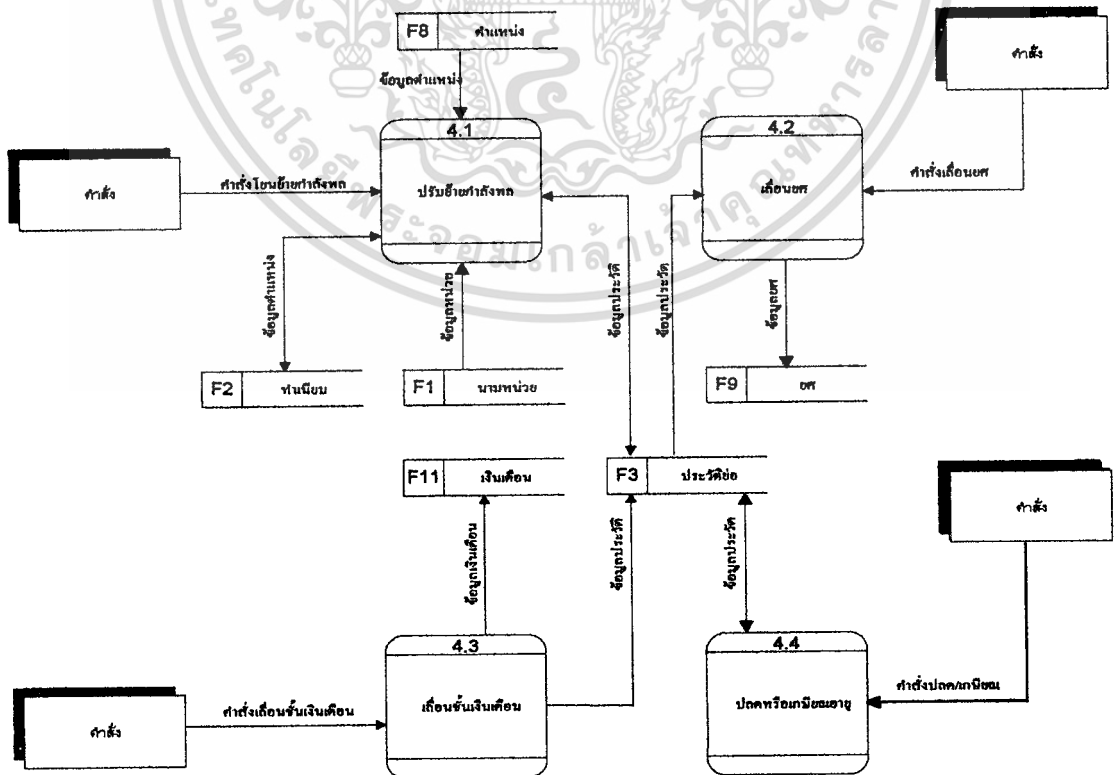 F8 ตำแหน่ง
คำสั่ง
ข้อมูลตำแหน่ง
4.1
4.2
คำสั่ง
คำสั่งโยกย้ายกำลังพล
ปรับย้ายกำลังพล
เลื่อนยศ
คำสั่งเลื่อนยศ
ข้อมูลตำแหน่ง
ข้อมูลหน่วย
ข้อมูลประวัติ
ข้อมูลประวัติ
ข้อมูลยศ
F2 ทำเนียบ
F1 นามหน่วย
F9 ยศ
F11 เงินเดือน
F3 ประวัติย่อ
คำสั่ง
ข้อมูลเงินเดือน
ข้อมูลประวัติ
ข้อมูลประวัติ
4.3
4.4
คำสั่ง
คำสั่งเลื่อนชั้นเงินเดือน
เลื่อนชั้นเงินเดือน
ปลดหรือเกษียณอายุ
คำสั่งปลด/เกษียณ